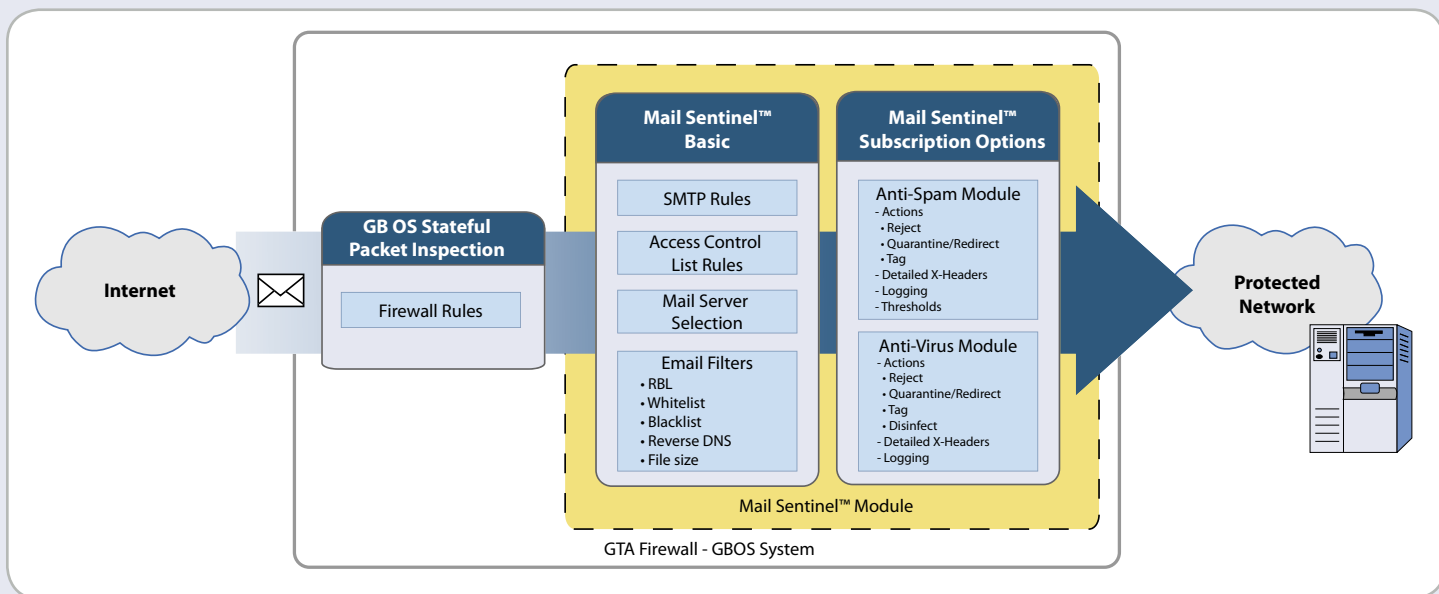 Internet
GB OS Stateful
Packet Inspection
Firewall Rules
Mail Sentinel™
Basic
SMTP Rules
Access Control
List Rules
Mail Server
Selection
Email Filters
• RBL
• Whitelist
• Blacklist
• Reverse DNS
• File size
Mail Sentinel™
Subscription Options
Anti-Spam Module
- Actions
• Reject
• Quarantine/Redirect
• Tag
- Detailed X-Headers
- Logging
- Thresholds
Anti-Virus Module
- Actions
• Reject
• Quarantine/Redirect
• Tag
• Disinfect
- Detailed X-Headers
- Logging
Mail Sentinel™ Module
GTA Firewall - GBOS System
Protected
Network